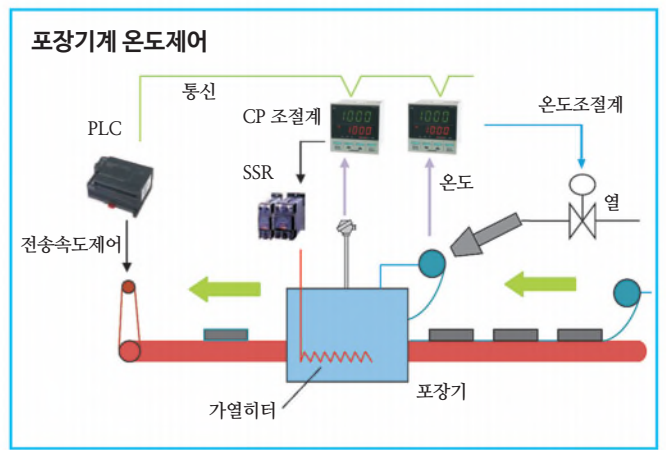 포장기계 온도제어
통신
PLC
CP 조절계
온도조절계
1000
1000
1000
1000
SSR
온도
열
전송속도제어
포장기
가열히터